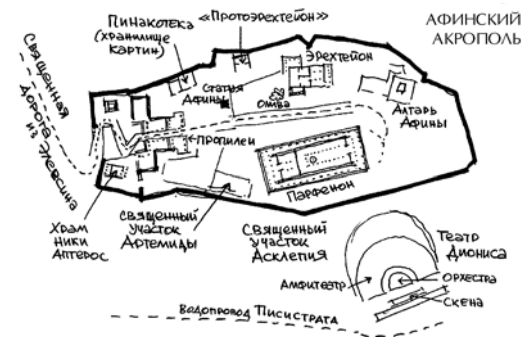 АФИНСКИЙ
АКРОПОЛЬ
СВЯЩЕННАЯ
ДОРОГА ИЗ ЭЛЕВСИНА
ПИНАКОТЕКА
(ХРАНИЛИЩЕ
КАРТИН)
«ПРОТОЭРЕХТЕЙОН»
ЭРЕХТЕЙОН
СТАТУЯ
АФИНЫ
ОЛИВА
АЛТАРЬ
АФИНЫ
ПРОПИЛЕИ
ПАРФЕНОН
ХРАМ
НИКИ
АПТЕРОС
СВЯЩЕННЫЙ
УЧАСТОК
АРТЕМИДЫ
СВЯЩЕННЫЙ
УЧАСТОК
АСКЛЕПИЯ
ТЕАТР
ДИОНИСА
АМФИТЕАТР
ОРХЕСТРА
СКЕНА
ВОДОПРОВОД ПИСИСТРАТА